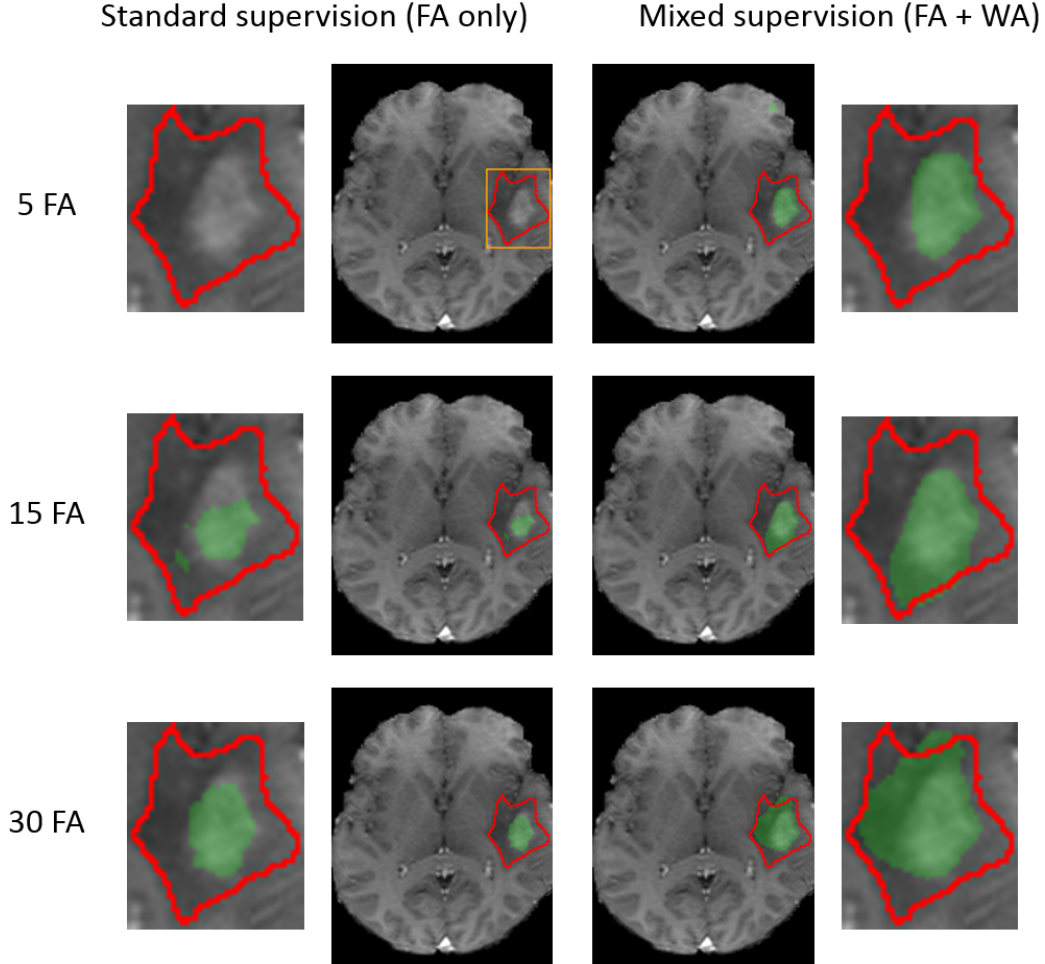 Standard supervision (FA only)
Mixed supervision (FA + WA)
5 FA
15 FA
30 FA